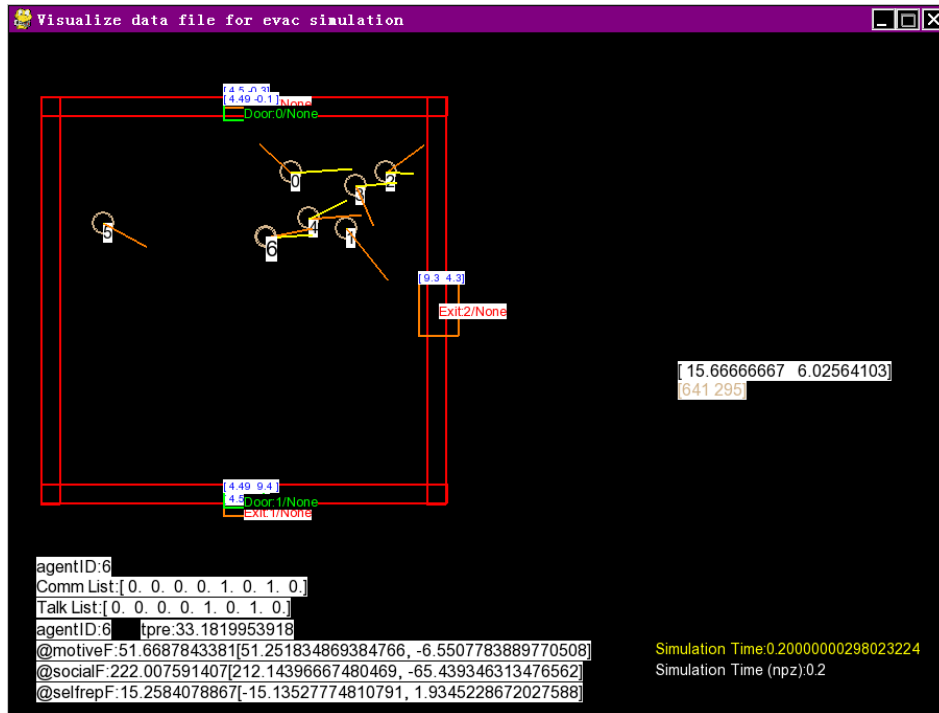 Visualize data file for evac simulation
[ 4.5 -0.3]
[ 4.49 -0.1 ]
/None
Door:0/None
0
2
3
4
1
5
6
[ 9.3 4.3]
Exit:2/None
[ 15.66666667 6.02564103]
[641 295]
[ 4.49 9.4 ]
[ 4.5
Door:1/None
Exit:1/None
agentID:6
Comm List:[ 0. 0. 0. 0. 1. 0. 1. 0.]
Talk List:[ 0. 0. 0. 0. 1. 0. 1. 0.]
agentID:6 tpre:33.1819953918
@motiveF:51.6687843381[51.251834869384766, -6.5507783889770508]
@socialF:222.007591407[212.14396667480469, -65.439346313476562]
@selfrepF:15.2584078867[-15.13527774810791, 1.9345228672027588]
Simulation Time:0.20000000298023224
Simulation Time (npz):0.2